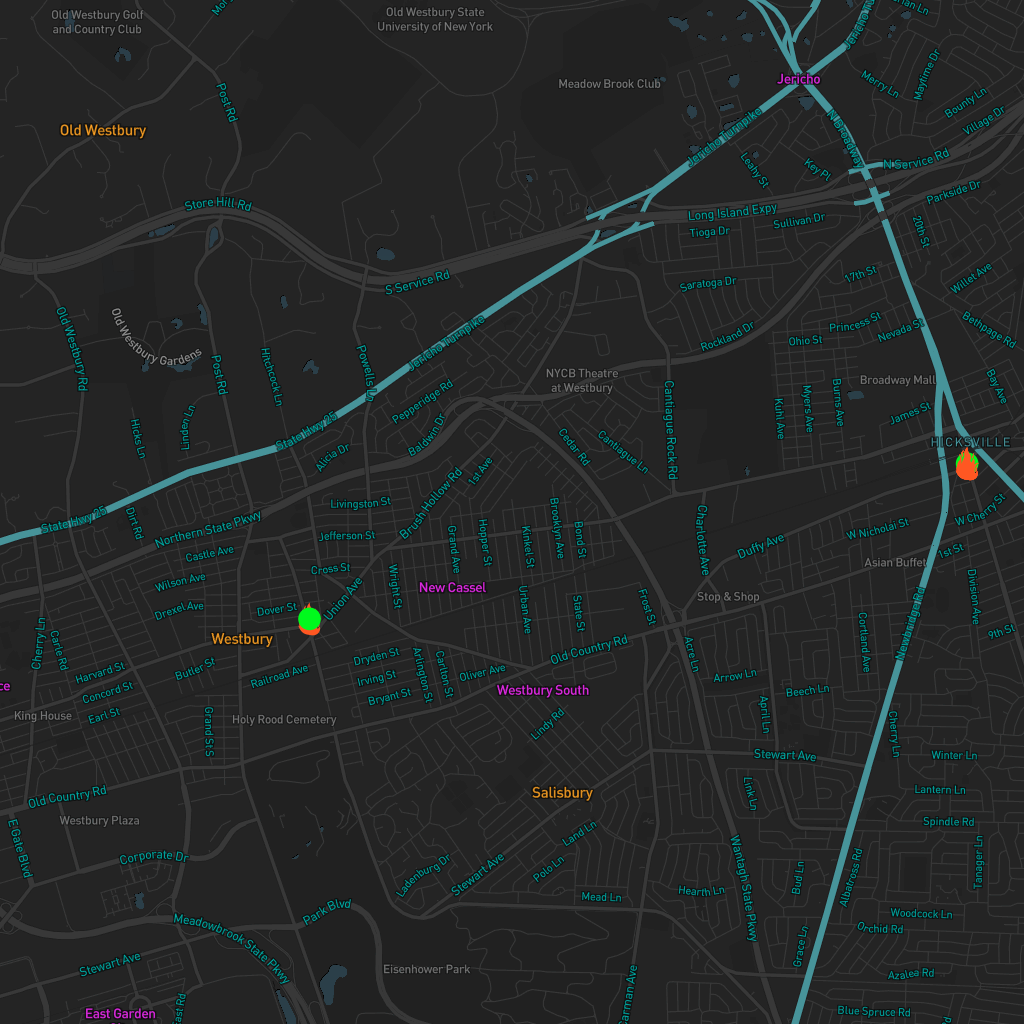 Old Westbury Golf
and Country Club
Old Westbury State
University of New York
Jericho
Meadow Brook Club
Merry Ln
Maytime Dr
Bounty Ln
Village Dr
Post Rd
Old Westbury
Jericho Turnpike
N Broadway
Leahy St
Key Pl
N Service Rd
Parkside Dr
Store Hill Rd
Long Island Expy
Sullivan Dr
Tioga Dr
20th St
S Service Rd
Saratoga Dr
17th St
Willet Ave
Old Westbury Rd
Old Westbury Gardens
Post Rd
Hitchcock Ln
Jericho Turnpike
Rockland Dr
Princess St
Nevada St
Ohio St
Bethpage Rd
NYCB Theatre
at Westbury
Broadway Mall
Bay Ave
Pepperidge Rd
Cantiague Rock Rd
Kuhl Ave
Myers Ave
Burns Ave
James St
Hicks Ln
Linden Ln
State Hwy 25
Alicia Dr
Baldwin Dr
Cedar Rd
Cantiague Ln
HICKSVILLE
1st Ave
Brush Hollow Rd
State Hwy 25
Dirt Rd
Northern State Pkwy
Livingston St
Jefferson St
Castle Ave
Cross St
Grand Ave
Hopper St
Kinkel St
Brooklyn Ave
Bond St
Charlotte Ave
Duffy Ave
W Nicholai St
W Cherry St
1st St
Asian Buffet
Wilson Ave
Drexel Ave
Dover St
Union Ave
Wright St
New Cassel
Urban Ave
State St
Frost St
Stop & Shop
Division Ave
9th St
Newbridge Rd
Cortland Ave
Westbury
Cherry Ln
Carle Rd
Harvard St
Concord St
Earl St
King House
Butler St
Railroad Ave
Dryden St
Irving St
Bryant St
Arlington St
Carlton St
Oliver Ave
Old Country Rd
Acre Ln
Arrow Ln
Beech Ln
Westbury South
Holy Rood Cemetery
Grand St S
Lindy Rd
April Ln
Cherry Ln
Stewart Ave
Winter Ln
Lantern Ln
Spindle Rd
Old Country Rd
Salisbury
Link Ln
Westbury Plaza
E Gate Blvd
Corporate Dr
Land Ln
Polo Ln
Stewart Ave
Ladenburg Dr
Wantagh State Pkwy
Bud Ln
Albatross Rd
Tanager Ln
Hearth Ln
Mead Ln
Park Blvd
Meadowbrook State Pkwy
Woodcock Ln
Orchid Rd
Grace Ln
Azalea Rd
Stewart Ave
Eisenhower Park
East Garden
Blue Spruce Rd